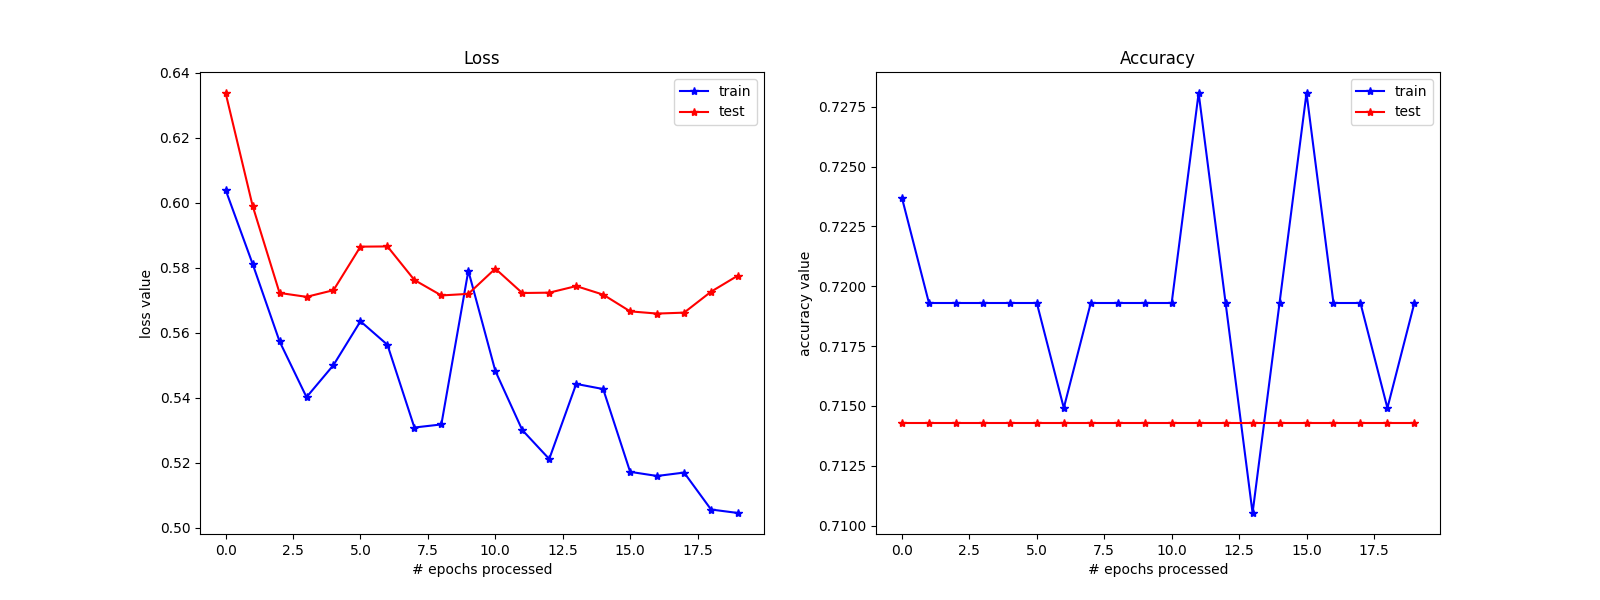 Loss
0.64
0.62
0.60
0.58
0.56
0.54
0.52
0.50
loss value
0.0 2.5 5.0 7.5 10.0 12.5 15.0 17.5
# epochs processed
train
test
Accuracy
0.7275
0.7250
0.7225
0.7200
0.7175
0.7150
0.7125
0.7100
accuracy value
0.0 2.5 5.0 7.5 10.0 12.5 15.0 17.5
# epochs processed
train
test